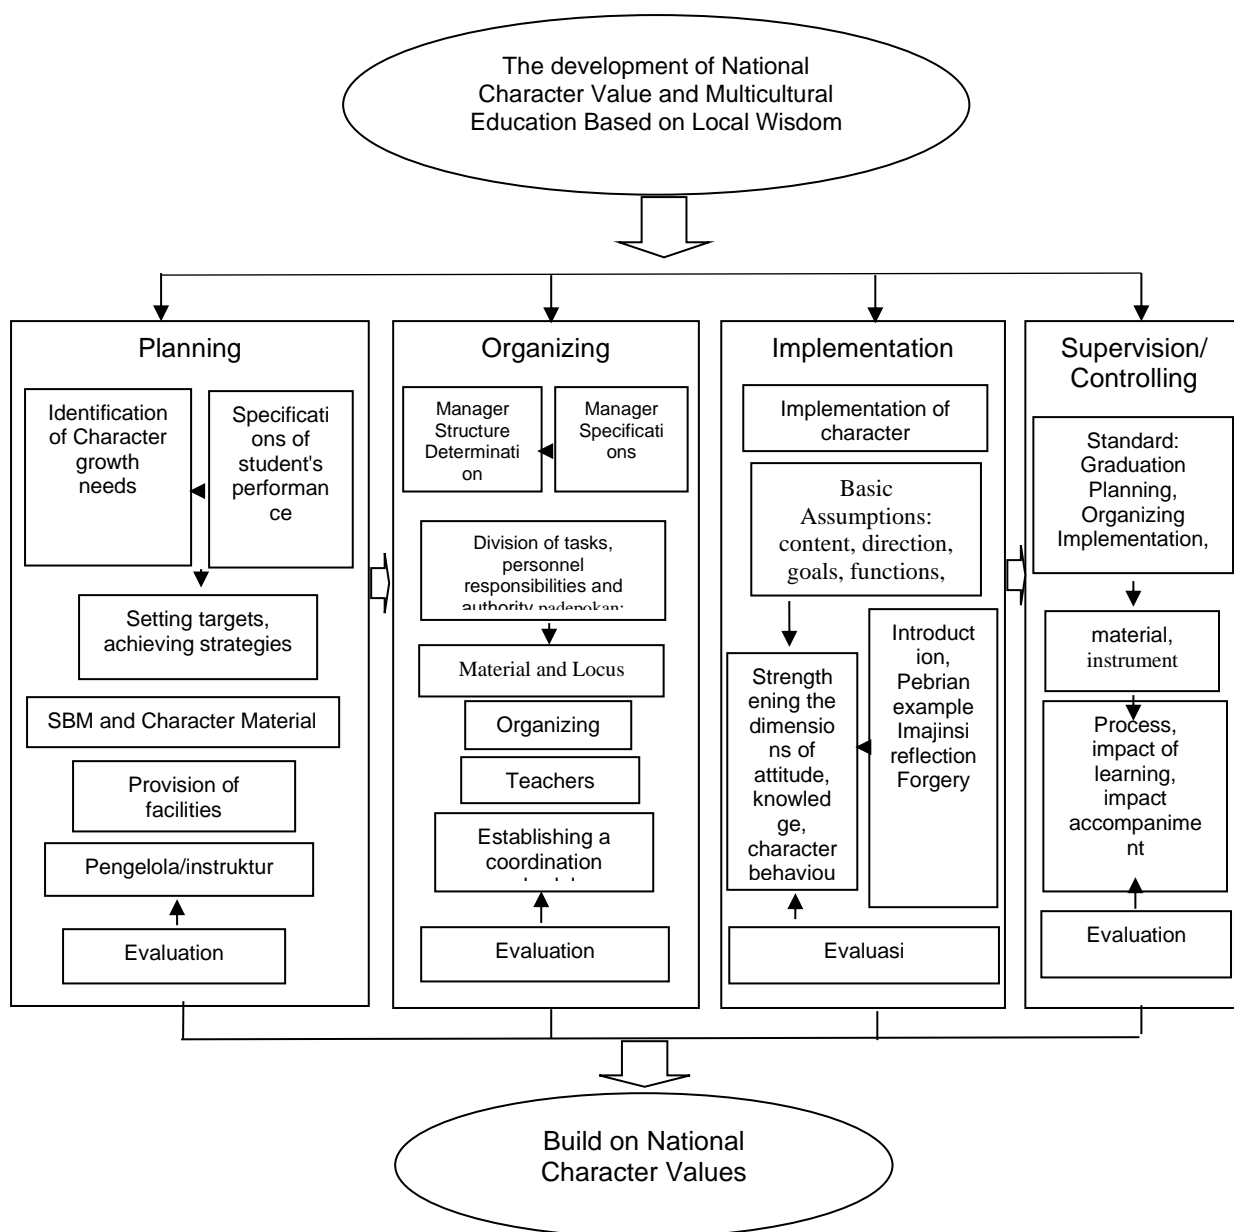 The development of National
Character Value and Multicultural
Education Based on Local Wisdom
Planning
Identification
of Character
growth
needs
Specificati
ons of
student's
performan
ce
Setting targets,
achieving strategies
SBM and Character Material
Provision of
facilities
Pengelola/instruktur
Evaluation
Organizing
Manager
Structure
Determinati
on
Manager
Specificati
ons
Division of tasks,
personnel
responsibilities and
authority padepokan;
Material and Locus
Organizing
Teachers
Establishing a
coordination
Evaluation
Implementation
Implementation of
character
Basic
Assumptions:
content, direction,
goals, functions,
Strength
ening the
dimensio
ns of
attitude,
knowled
ge,
character
behaviou
Introduct
ion,
Pebrian
example
Imajinsi
reflection
Forgery
Evaluasi
Supervision/
Controlling
Standard:
Graduation
Planning,
Organizing
Implementation,
material,
instrument
Process,
impact of
learning,
impact
accompanime
nt
Evaluation
Build on National
Character Values